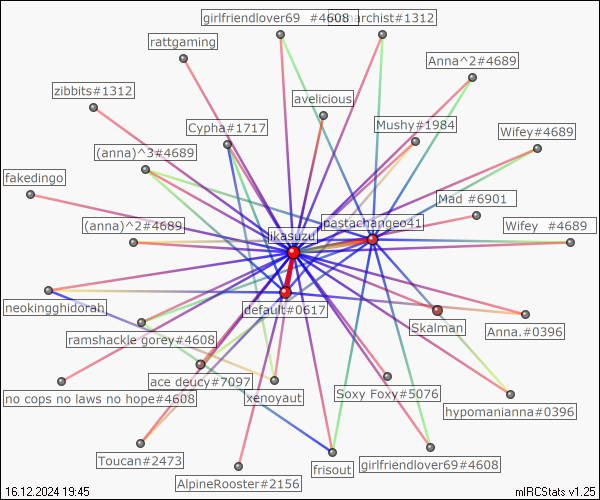 girlfriendlover69 #4608
archist#1312
rattgaming
Anna^2#4689
zibbits#1312
avelicious
Cypha#1717
Mushy#1984
Wifey#4689
(anna)^3#4689
fakedingo
Mad #6901
(anna)^2#4689
jikasuzu
pastachangeo41
Wifey #4689
neokingghidorah
default#0617
Skalman
Anna.#0396
ramshackle gorey#4608
ace deucy#7097
no cops no laws no hope#4608
xenoyaut
Soxy Foxy#5076
hypomanianna#0396
Toucan#2473
AlpineRooster#2156
frisout
girlfriendlover69#4608
16.12.2024 19:45
mIRCStats v1.25